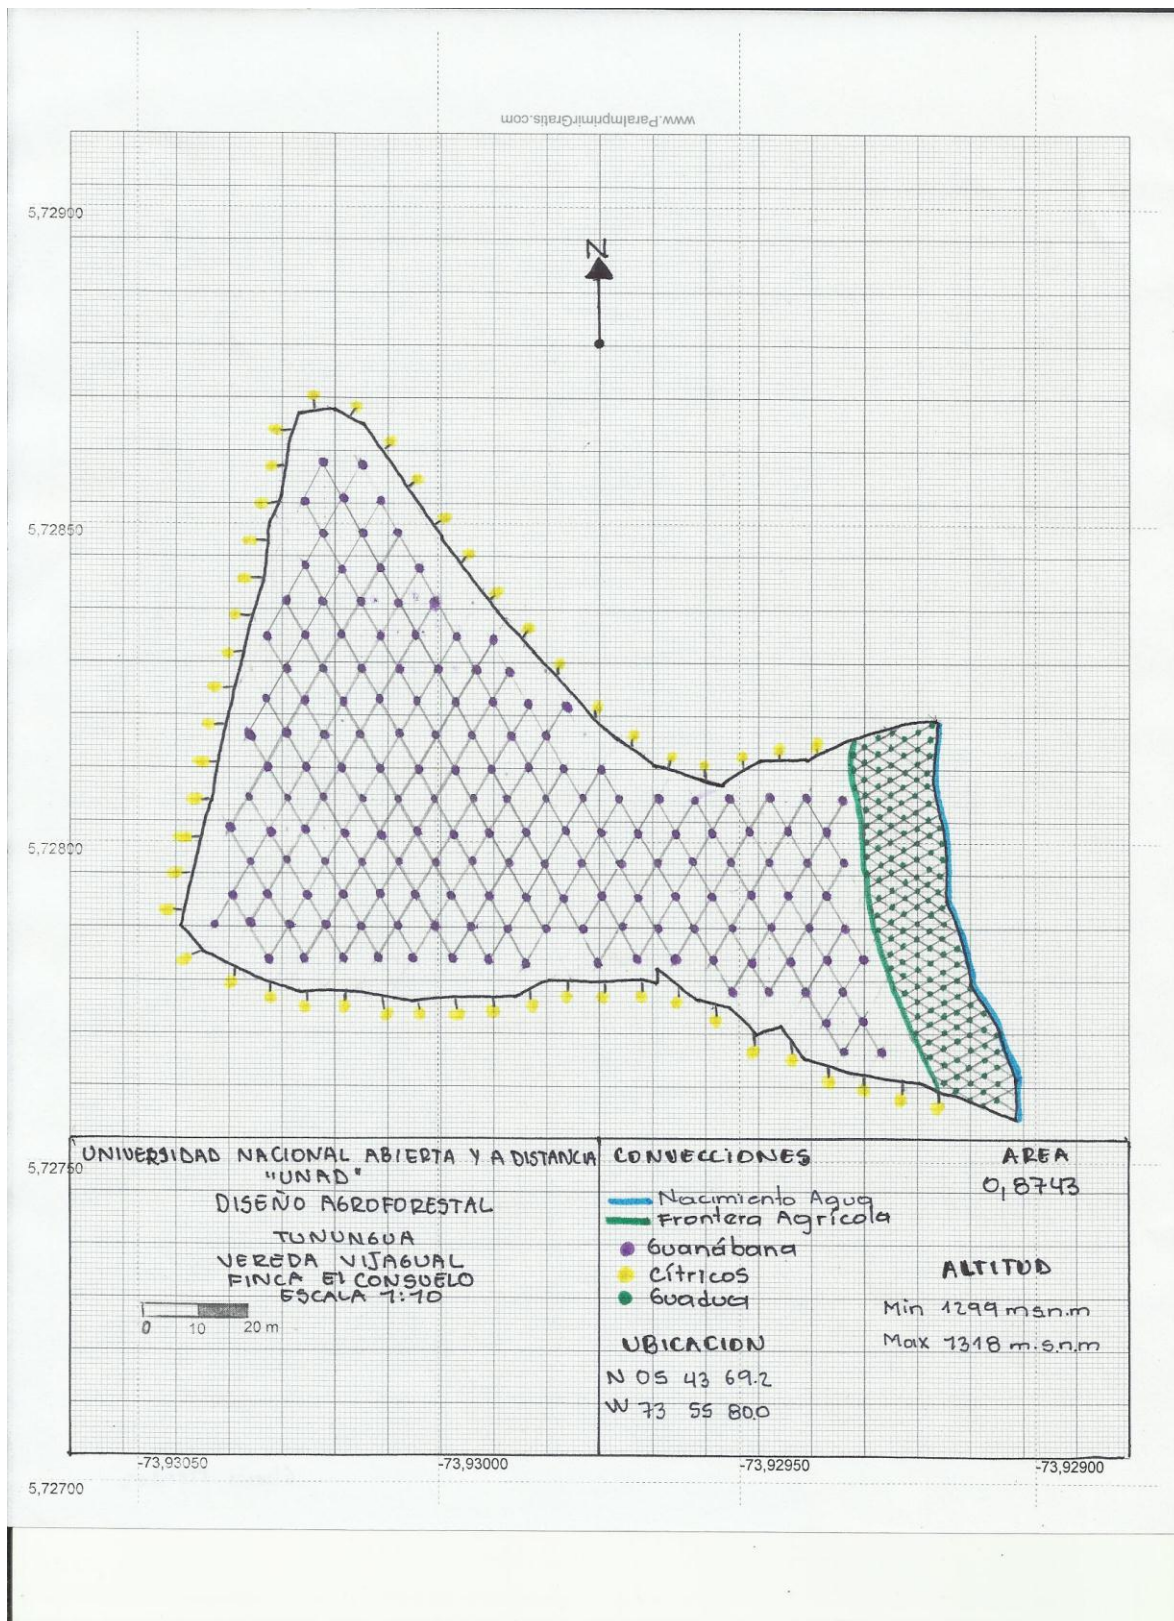 www.ParaImprimirGratis.com
5,72900
N
5,72850
5,72800
5,72750
UNIVERSIDAD NACIONAL ABIERTA Y A DISTANCIA
"UNAD"
DISEÑO AGROFORESTAL
TUNUNGUA
VEREDA VIJAGUAL
FINCA El CONSUELO
ESCALA 1:10
0 10 20 m
CONVECCIONES
Nacimiento Agua
Frontera Agrícola
Guanábana
Cítricos
Guadua
UBICACION
N 05 43 69.2
W 73 55 80.0
AREA
0,8743
ALTITUD
Min 1299 m.s.n.m
Max 1318 m.s.n.m
-73,93050 -73,93000 -73,92950 -73,92900
5,72700